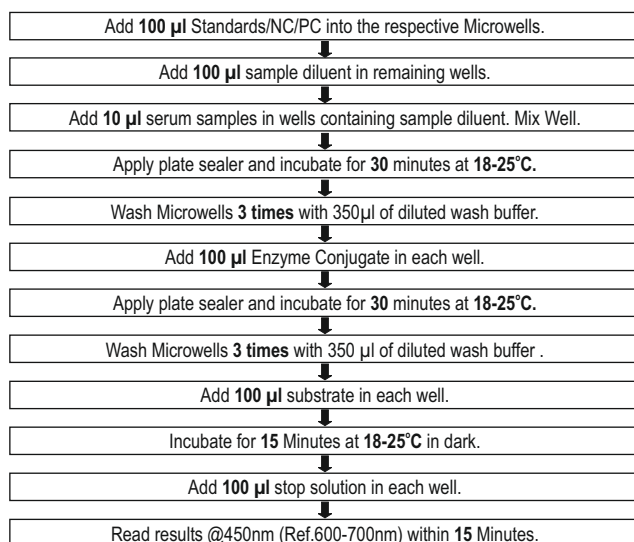 Add 100 µl Standards/NC/PC into the respective Microwells.
Add 100 µl sample diluent in remaining wells.
Add 10 µl serum samples in wells containing sample diluent. Mix Well.
Apply plate sealer and incubate for 30 minutes at 18-25°C.
Wash Microwells 3 times with 350µl of diluted wash buffer.
Add 100 µl Enzyme Conjugate in each well.
Apply plate sealer and incubate for 30 minutes at 18-25°C.
Wash Microwells 3 times with 350 µl of diluted wash buffer .
Add 100 µl substrate in each well.
Incubate for 15 Minutes at 18-25°C in dark.
Add 100 µl stop solution in each well.
Read results @450nm (Ref.600-700nm) within 15 Minutes.